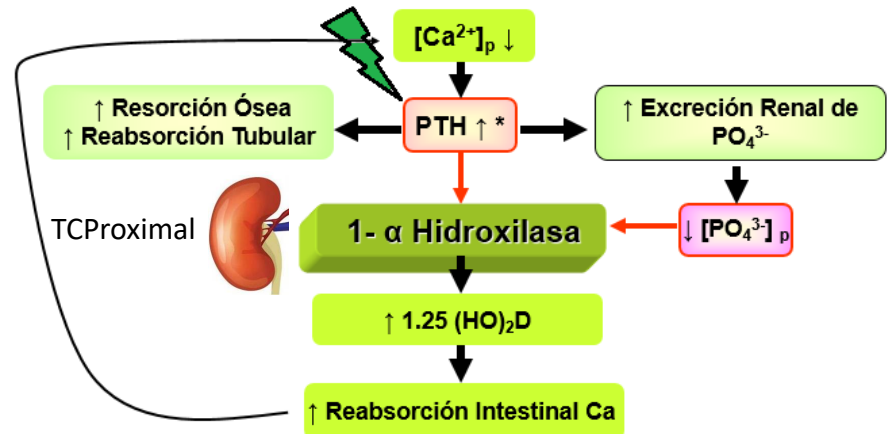 [Ca²⁺]ₚ ↓
↑ Resorción Ósea
↑ Reabsorción Tubular
PTH ↑ *
↑ Excreción Renal de
PO₄³⁻
TCProximal
1- α Hidroxilasa
↓ [PO₄³⁻] ₚ
↑ 1.25 (HO)₂D
↑ Reabsorción Intestinal Ca